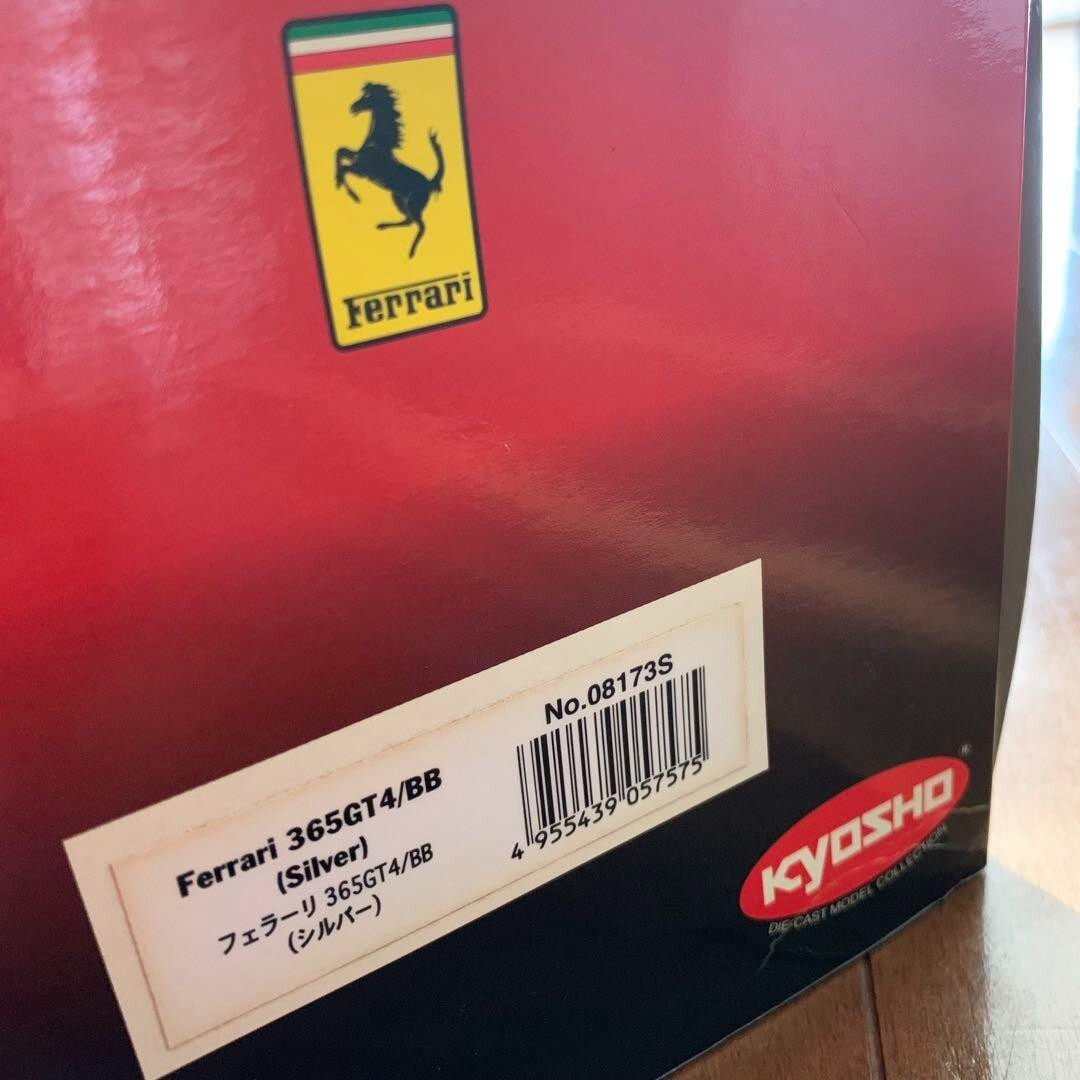 Ferrari
No.08173S
4 955439 057575
Ferrari 365GT4/BB
(Silver)
フェラーリ 365GT4/BB
(シルバー)
KYOSHO
®
DIE-CAST MODEL COLLECTION